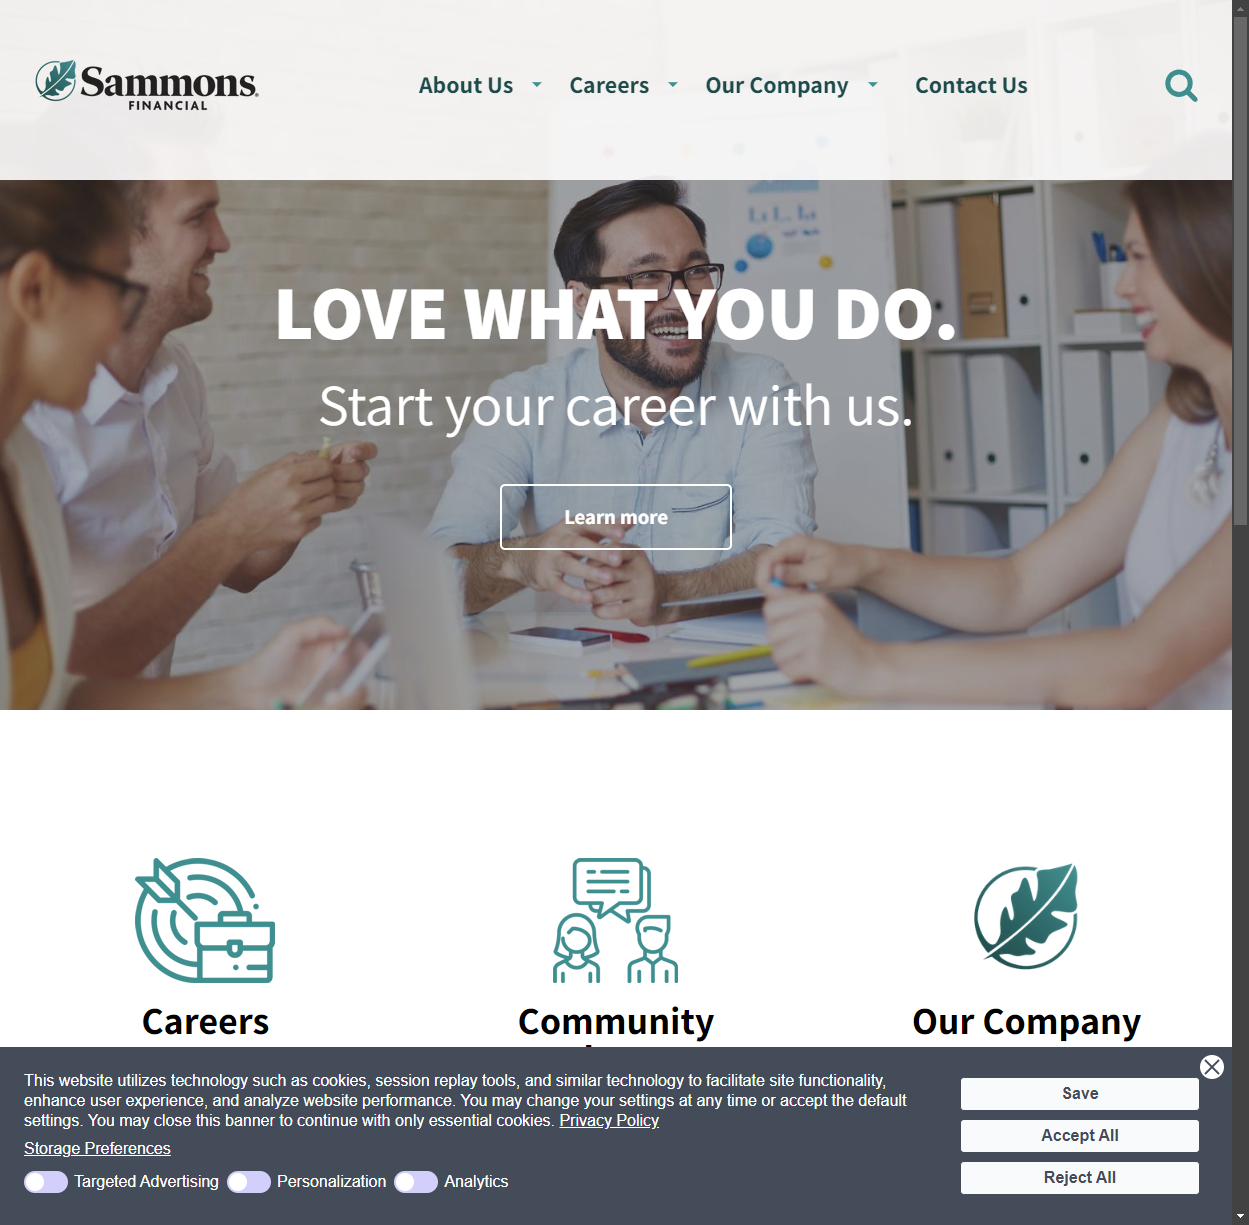 Sammons
FINANCIAL
About Us
Careers
Our Company
Contact Us
LOVE WHAT YOU DO.
Start your career with us.
Learn more
Careers
Community
Our Company
This website utilizes technology such as cookies, session replay tools, and similar technology to facilitate site functionality,
enhance user experience, and analyze website performance. You may change your settings at any time or accept the default
settings. You may close this banner to continue with only essential cookies. Privacy Policy
Storage Preferences
Targeted Advertising
Personalization
Analytics
Save
Accept All
Reject All